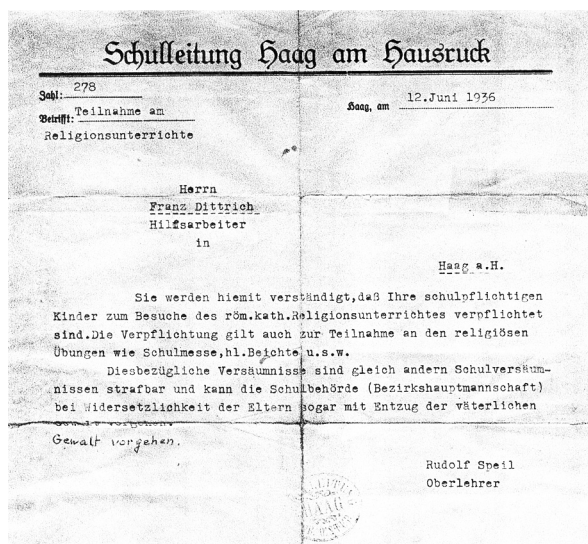 Schulleitung Haag am Hausruck
Zahl: 278
Haag, am 12.Juni 1936
Betrifft: Teilnahme am
Religionsunterrichte
Herrn
Franz Dittrich
Hilfsarbeiter
in
Haag a.H.
Sie werden hiemit verständigt,daß Ihre schulpflichtigen
Kinder zum Besuche des röm.kath.Religionsunterrichtes verpflichtet
sind.Die Verpflichtung gilt auch zur Teilnahme an den religiösen
Übungen wie Schulmesse,hl.Beichte u.s.w.
Diesbezügliche Versäumnisse sind gleich andern Schulversäum-
nissen strafbar und kann die Schulbehörde (Bezirkshauptmannschaft)
bei Widersetzlichkeit der Eltern sogar mit Entzug der väterlichen
Gewalt vorgehen.
Rudolf Speil
Oberlehrer
HAAG